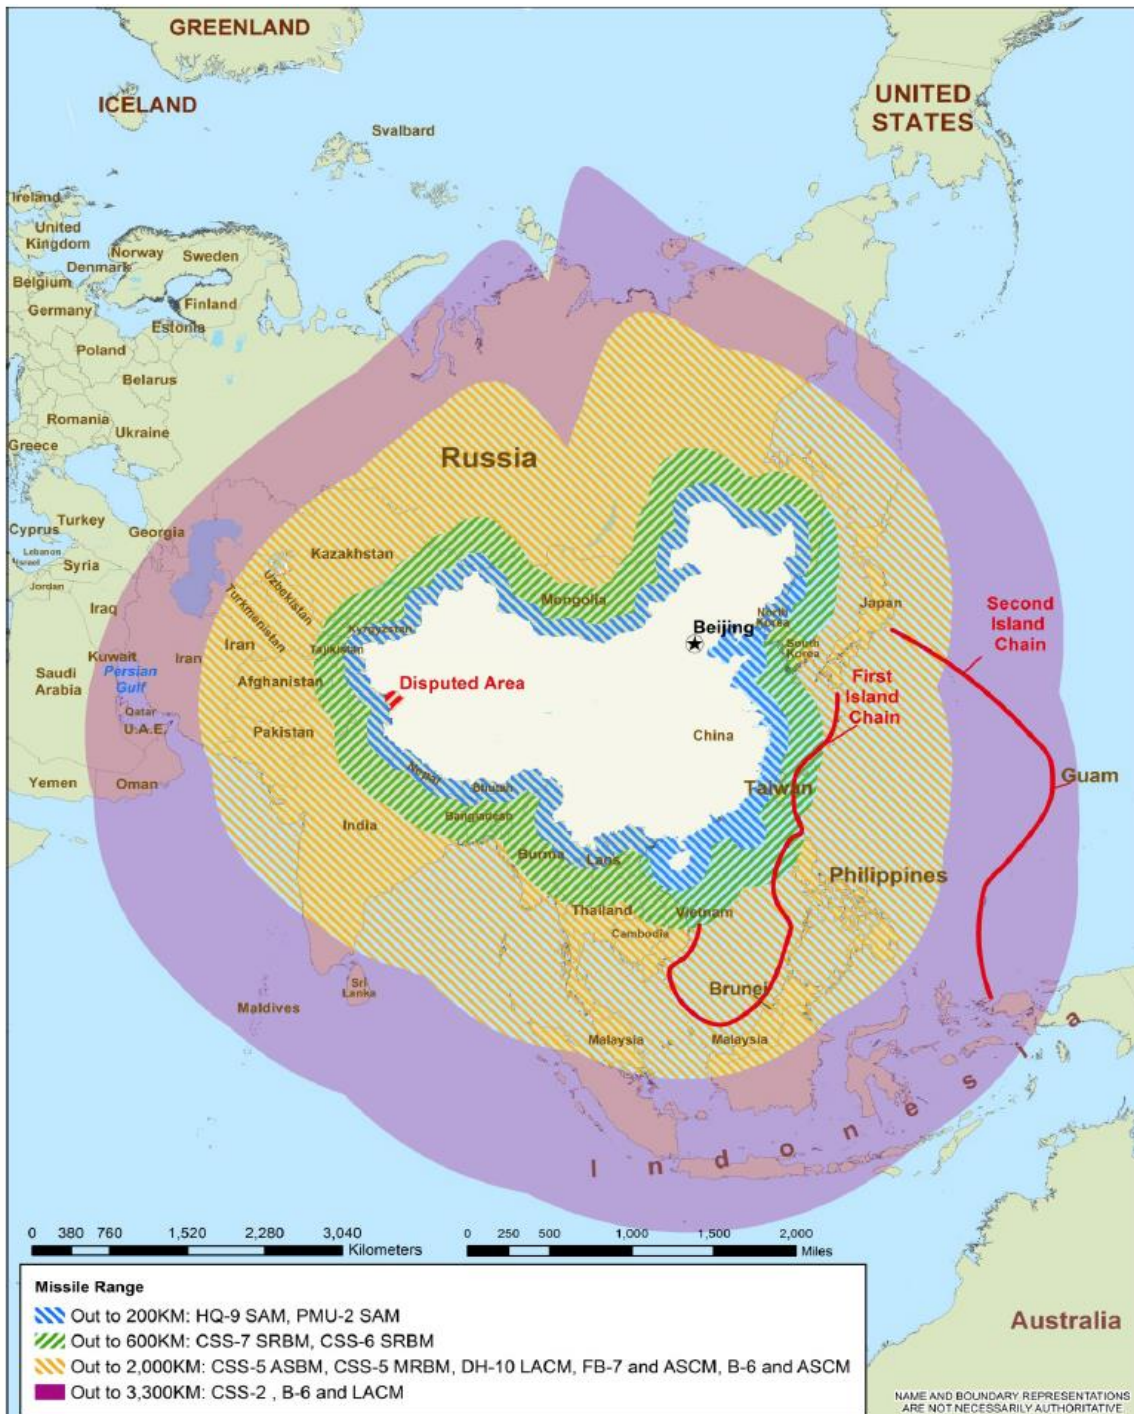 GREENLAND
ICELAND
Svalbard
UNITED
STATES
Ireland
United
Kingdom
Norway
Sweden
Denmark
Belgium
Finland
Germany
Estonia
Poland
Belarus
Romania
Ukraine
Greece
Russia
Turkey
Cyprus
Georgia
Lebanon
Israel
Syria
Jordan
Kazakhstan
Uzbekistan
Turkmenistan
Iraq
Kuwait
Iran
Iran
Persian
Gulf
Saudi
Arabia
Qatar
U.A.E.
Yemen
Oman
Kyrgyzstan
Tajikistan
Afghanistan
Pakistan
Disputed Area
Mongolia
Beijing
North
Korea
South
Korea
Japan
Second
Island
Chain
First
Island
Chain
China
Taiwan
Guam
Nepal
Bhutan
Bangladesh
India
Burma
Laos
Thailand
Vietnam
Cambodia
Philippines
Sri
Lanka
Maldives
Brunei
Malaysia
Malaysia
Indonesia
Australia
0 380 760 1,520 2,280 3,040
Kilometers
0 250 500 1,000 1,500 2,000
Miles
Missile Range
Out to 200KM: HQ-9 SAM, PMU-2 SAM
Out to 600KM: CSS-7 SRBM, CSS-6 SRBM
Out to 2,000KM: CSS-5 ASBM, CSS-5 MRBM, DH-10 LACM, FB-7 and ASCM, B-6 and ASCM
Out to 3,300KM: CSS-2 , B-6 and LACM
NAME AND BOUNDARY REPRESENTATIONS
ARE NOT NECESSARILY AUTHORITATIVE.